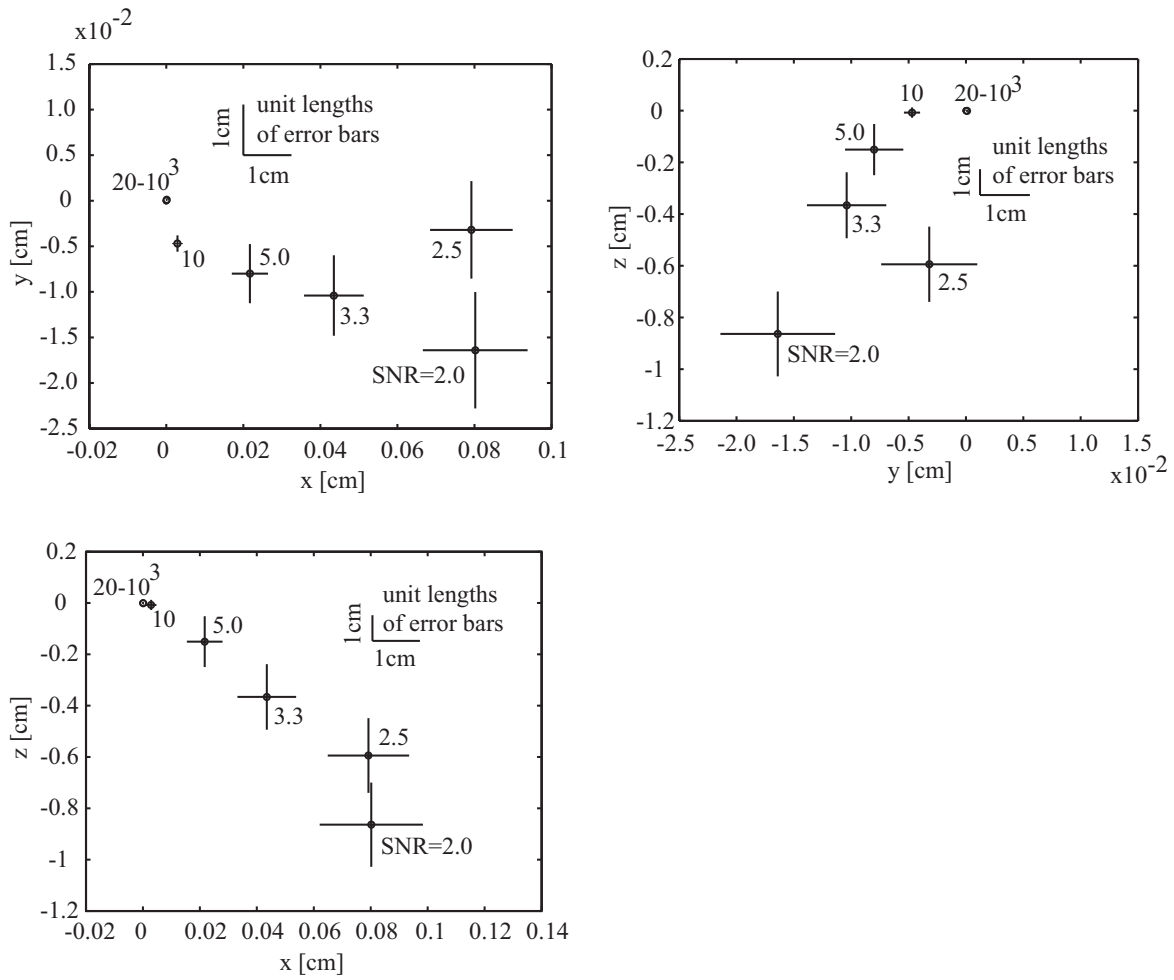 x10-2
1.5
1.0
0.5
0
-0.5
-1.0
-1.5
-2.0
-2.5
y [cm]
-0.02
0
0.02
0.04
0.06
0.08
0.1
x [cm]
1cm
unit lengths
of error bars
1cm
20-10^3
10
5.0
3.3
2.5
SNR=2.0
0.2
0
-0.2
-0.4
-0.6
-0.8
-1
-1.2
z [cm]
-2.5
-2.0
-1.5
-1.0
-0.5
0
0.5
1.0
1.5
y [cm]
x10-2
10
20-10^3
5.0
1cm
unit lengths
of error bars
1cm
3.3
2.5
SNR=2.0
0.2
0
-0.2
-0.4
-0.6
-0.8
-1
-1.2
z [cm]
-0.02
0
0.02
0.04
0.06
0.08
0.1
0.12
0.14
x [cm]
20-10^3
10
5.0
1cm
unit lengths
of error bars
1cm
3.3
2.5
SNR=2.0